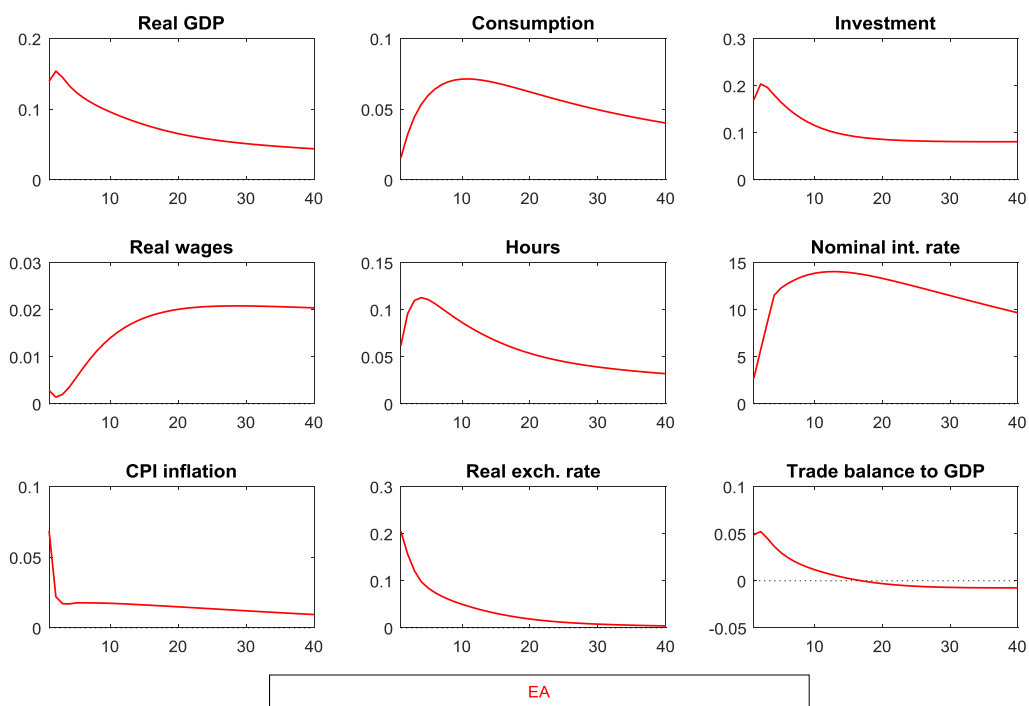 Real GDP
0.2
0.1
0
10 20 30 40
Consumption
0.1
0.05
0
10 20 30 40
Investment
0.3
0.2
0.1
0
10 20 30 40
Real wages
0.03
0.02
0.01
0
10 20 30 40
Hours
0.15
0.1
0.05
0
10 20 30 40
Nominal int. rate
15
10
5
0
10 20 30 40
CPI inflation
0.1
0.05
0
10 20 30 40
Real exch. rate
0.3
0.2
0.1
0
10 20 30 40
Trade balance to GDP
0.1
0.05
0
-0.05
10 20 30 40
EA